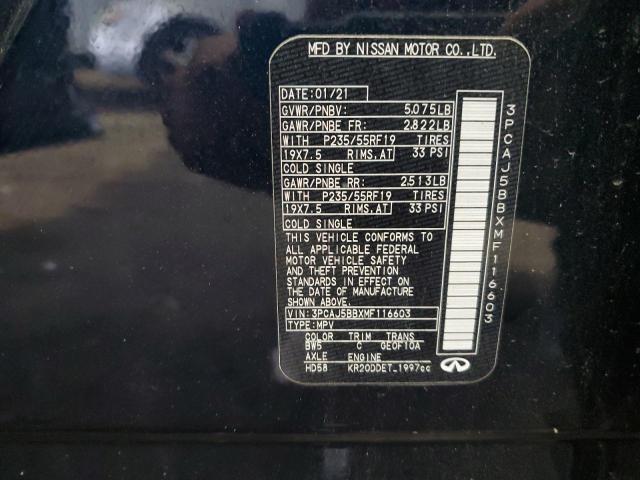 MFD BY NISSAN MOTOR CO.,LTD.
DATE:01/21
GVWR/PNBV: 5,075LB
GAWR/PNBE FR: 2,822LB
WITH P235/55RF19 TIRES
19X7.5 RIMS,AT 33 PSI
COLD SINGLE
GAWR/PNBE RR: 2,513LB
WITH P235/55RF19 TIRES
19X7.5 RIMS,AT 33 PSI
COLD SINGLE
THIS VEHICLE CONFORMS TO
ALL APPLICABLE FEDERAL
MOTOR VEHICLE SAFETY
AND THEFT PREVENTION
STANDARDS IN EFFECT ON
THE DATE OF MANUFACTURE
SHOWN ABOVE.
VIN:3PCAJ5BBXMF116603
TYPE:MPV
COLOR TRIM TRANS
BW5 C GE0F10A
AXLE ENGINE
HD58 KR20DDET_1997cc
3PCAJ5BBXMF116603